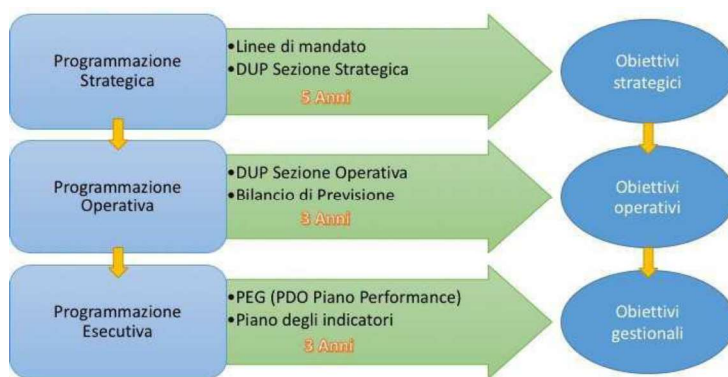 Programmazione
Strategica
•Linee di mandato
•DUP Sezione Strategica
5 Anni
Obiettivi
strategici
Programmazione
Operativa
•DUP Sezione Operativa
•Bilancio di Previsione
3 Anni
Obiettivi
operativi
Programmazione
Esecutiva
•PEG (PDO Piano Performance)
•Piano degli indicatori
3 Anni
Obiettivi
gestionali